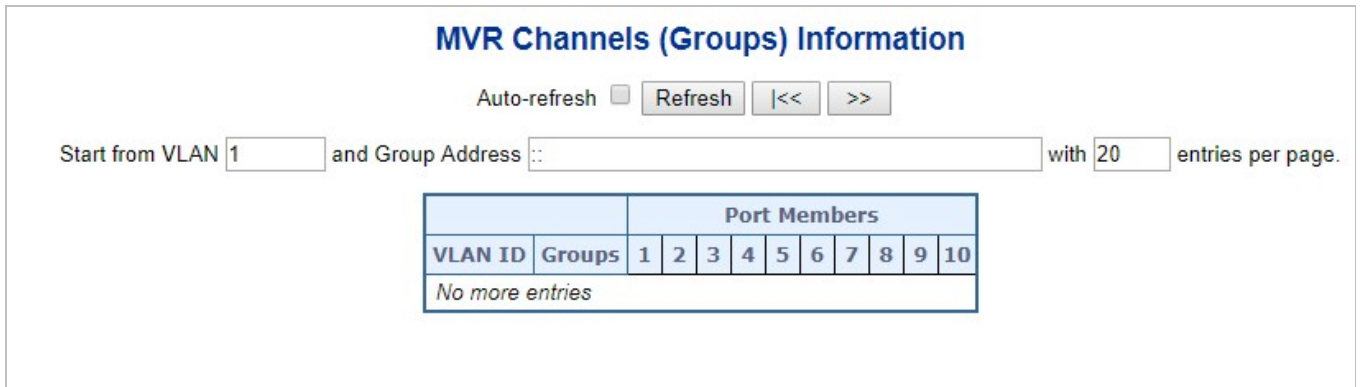 MVR Channels (Groups) Information
Auto-refresh Refresh |<< >>
Start from VLAN 1 and Group Address :: with 20 entries per page.
Port Members
VLAN ID Groups 1 2 3 4 5 6 7 8 9 10
No more entries